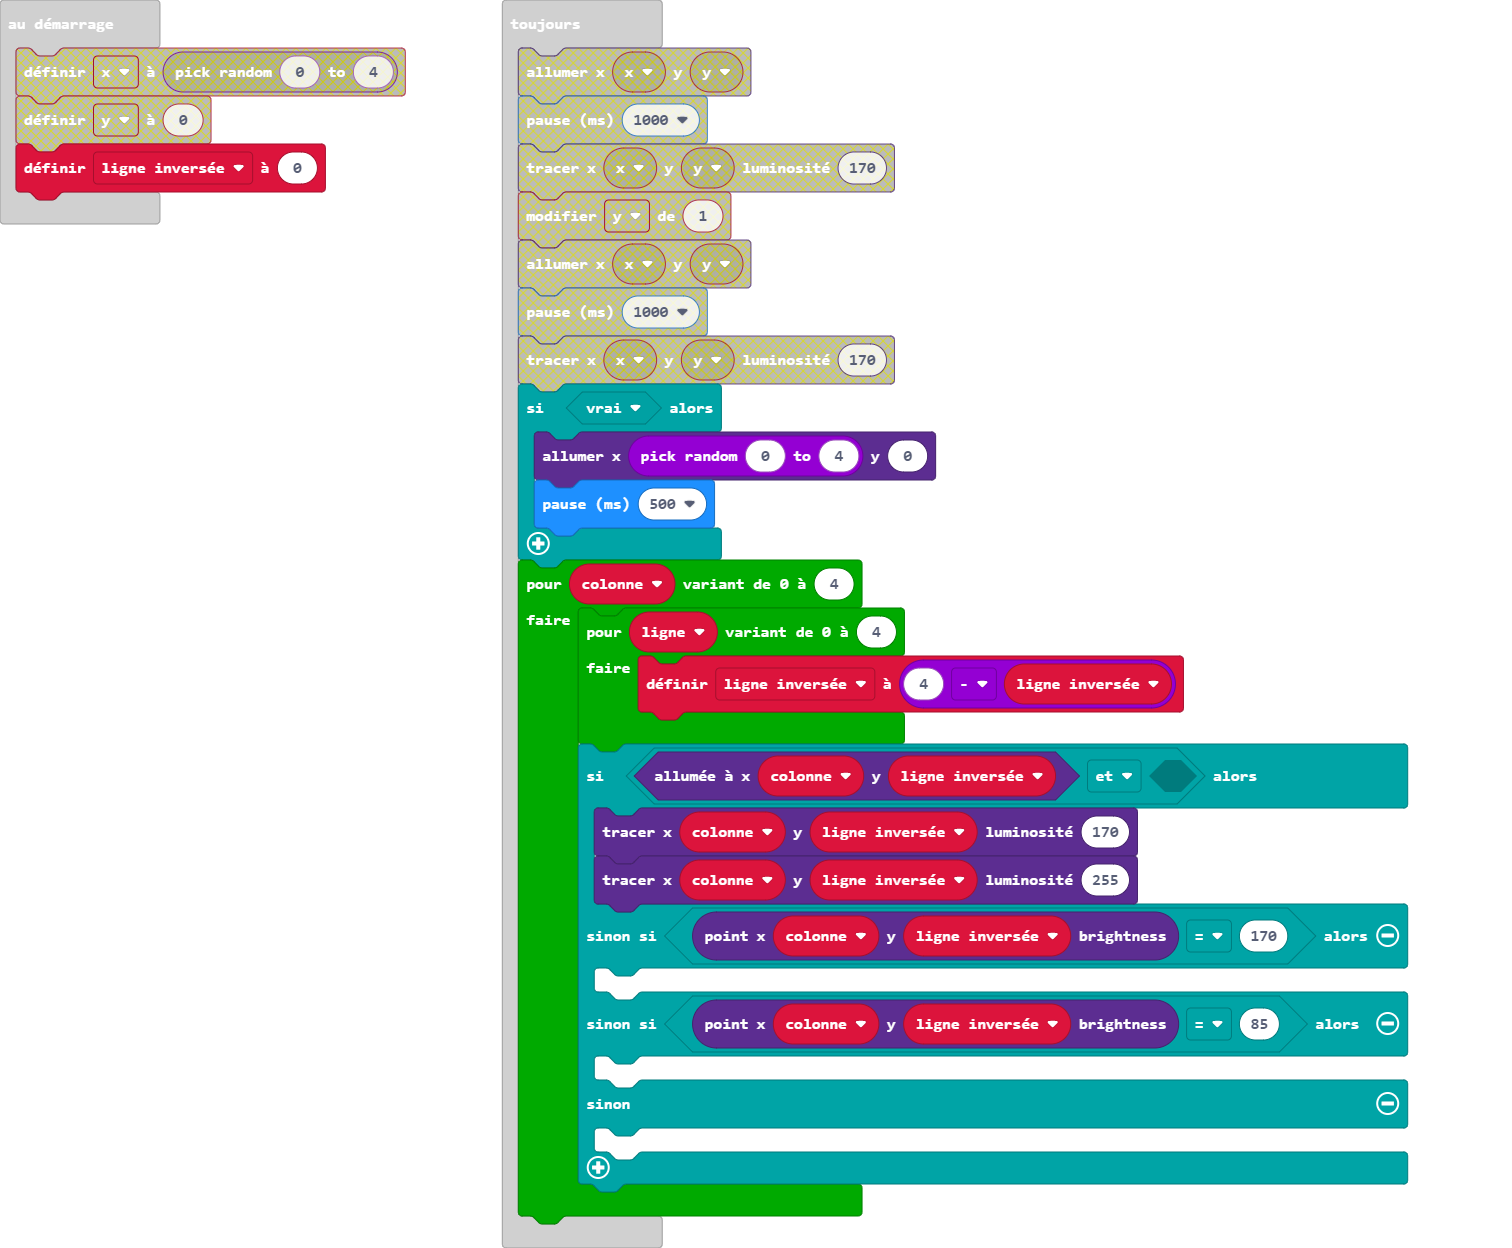 au démarrage
définir x à pick random 0 to 4
définir y à 0
définir ligne inversée à 0
toujours
allumer x x y y
pause (ms) 1000
tracer x x y y luminosité 170
modifier y de 1
allumer x x y y
pause (ms) 1000
tracer x x y y luminosité 170
si vrai alors
allumer x pick random 0 to 4 y 0
pause (ms) 500
pour colonne variant de 0 à 4
faire
pour ligne variant de 0 à 4
faire
définir ligne inversée à 4 - ligne inversée
si allumée à x colonne y ligne inversée et alors
tracer x colonne y ligne inversée luminosité 170
tracer x colonne y ligne inversée luminosité 255
sinon si point x colonne y ligne inversée brightness = 170 alors
sinon si point x colonne y ligne inversée brightness = 85 alors
sinon